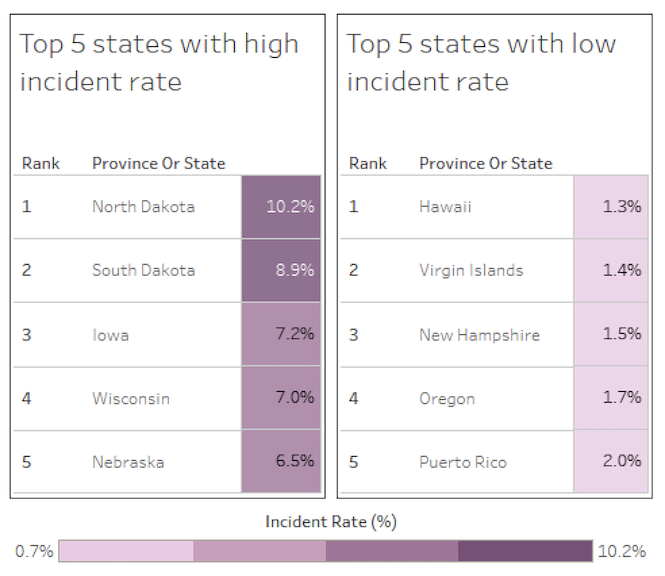 Top 5 states with high
incident rate
Rank Province Or State
1 North Dakota 10.2%
2 South Dakota 8.9%
3 Iowa 7.2%
4 Wisconsin 7.0%
5 Nebraska 6.5%
Top 5 states with low
incident rate
Rank Province Or State
1 Hawaii 1.3%
2 Virgin Islands 1.4%
3 New Hampshire 1.5%
4 Oregon 1.7%
5 Puerto Rico 2.0%
Incident Rate (%)
0.7% 10.2%